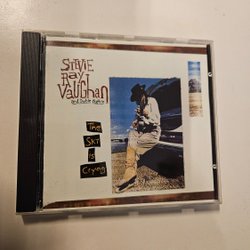 Stevie
Ray
Vaughan
and Double Trouble
The
Sky
is
Crying